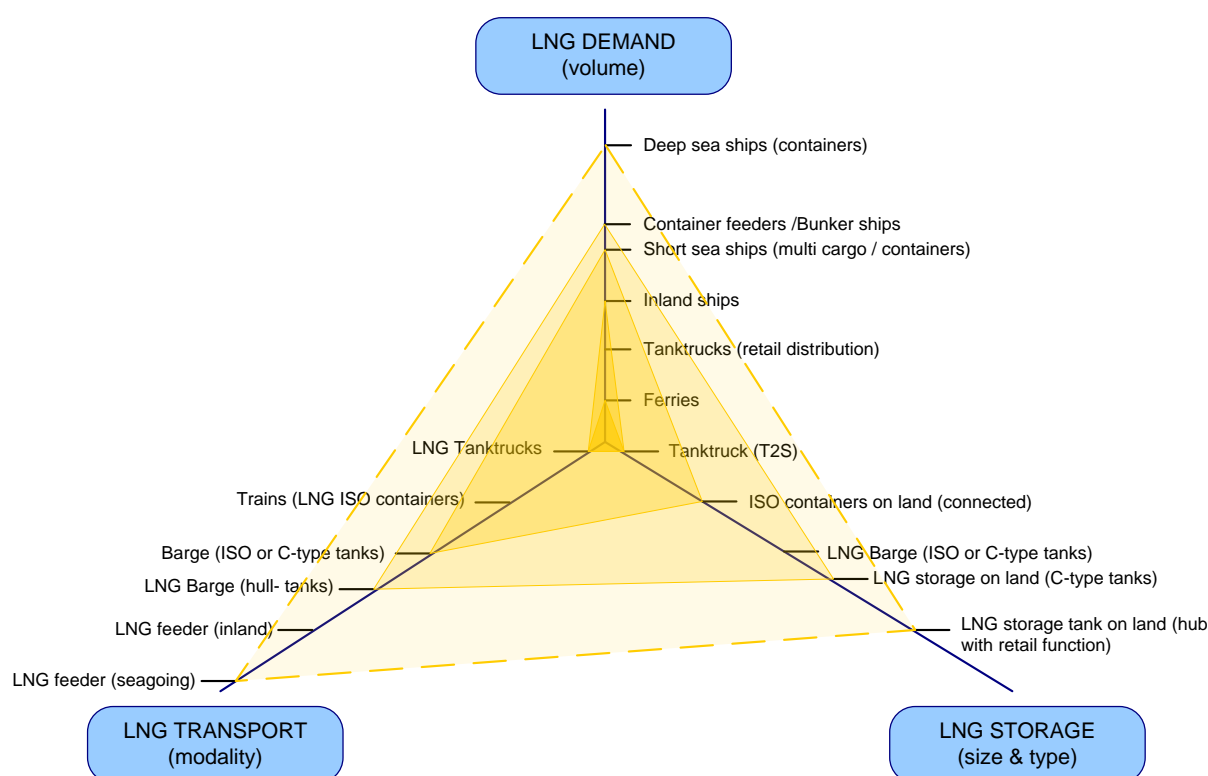 LNG DEMAND
(volume)
Deep sea ships (containers)
Container feeders /Bunker ships
Short sea ships (multi cargo / containers)
Inland ships
Tanktrucks (retail distribution)
Ferries
LNG Tanktrucks
Tanktruck (T2S)
Trains (LNG ISO containers)
ISO containers on land (connected)
Barge (ISO or C-type tanks)
LNG Barge (ISO or C-type tanks)
LNG Barge (hull- tanks)
LNG storage on land (C-type tanks)
LNG feeder (inland)
LNG storage tank on land (hub
with retail function)
LNG feeder (seagoing)
LNG TRANSPORT
(modality)
LNG STORAGE
(size & type)